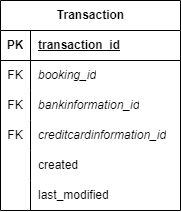 Transaction
PK transaction_id
FK booking_id
FK bankinformation_id
FK creditcardinformation_id
created
last_modified